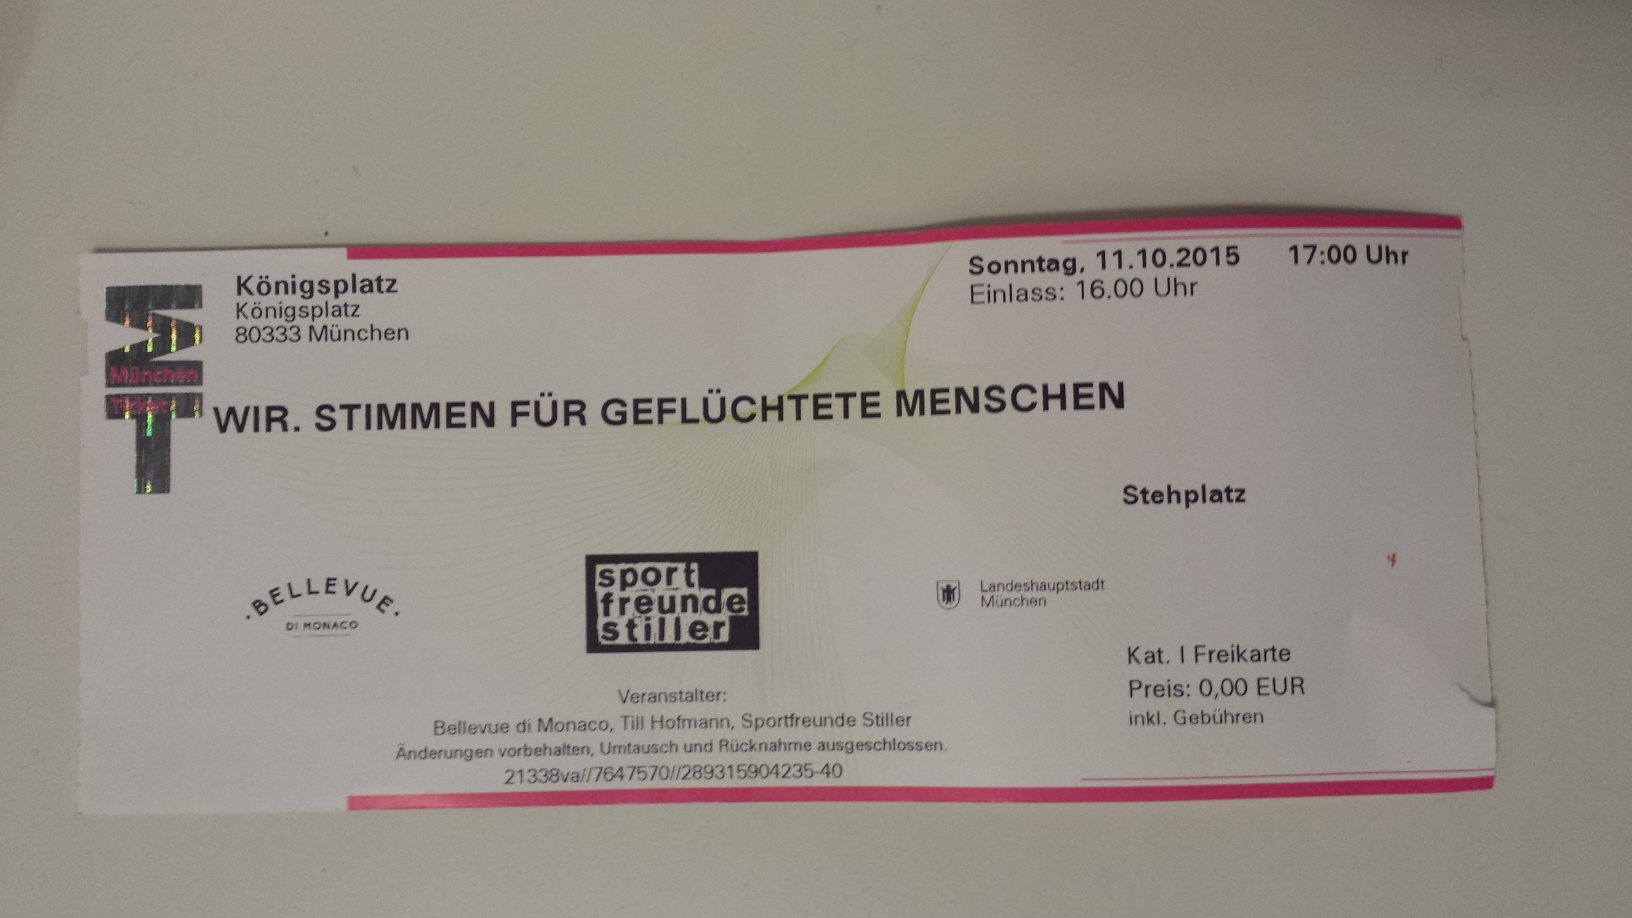 Königsplatz
Königsplatz
80333 München
Sonntag, 11.10.2015 17:00 Uhr
Einlass: 16.00 Uhr
M
München
Ticket
T
WIR. STIMMEN FÜR GEFLÜCHTETE MENSCHEN
Stehplatz
·BELLEVUE·
DI MONACO
sport
freunde
stiller
Landeshauptstadt
München
Kat. I Freikarte
Preis: 0,00 EUR
inkl. Gebühren
Veranstalter:
Bellevue di Monaco, Till Hofmann, Sportfreunde Stiller
Änderungen vorbehalten, Umtausch und Rücknahme ausgeschlossen.
21338va//7647570//289315904235-40